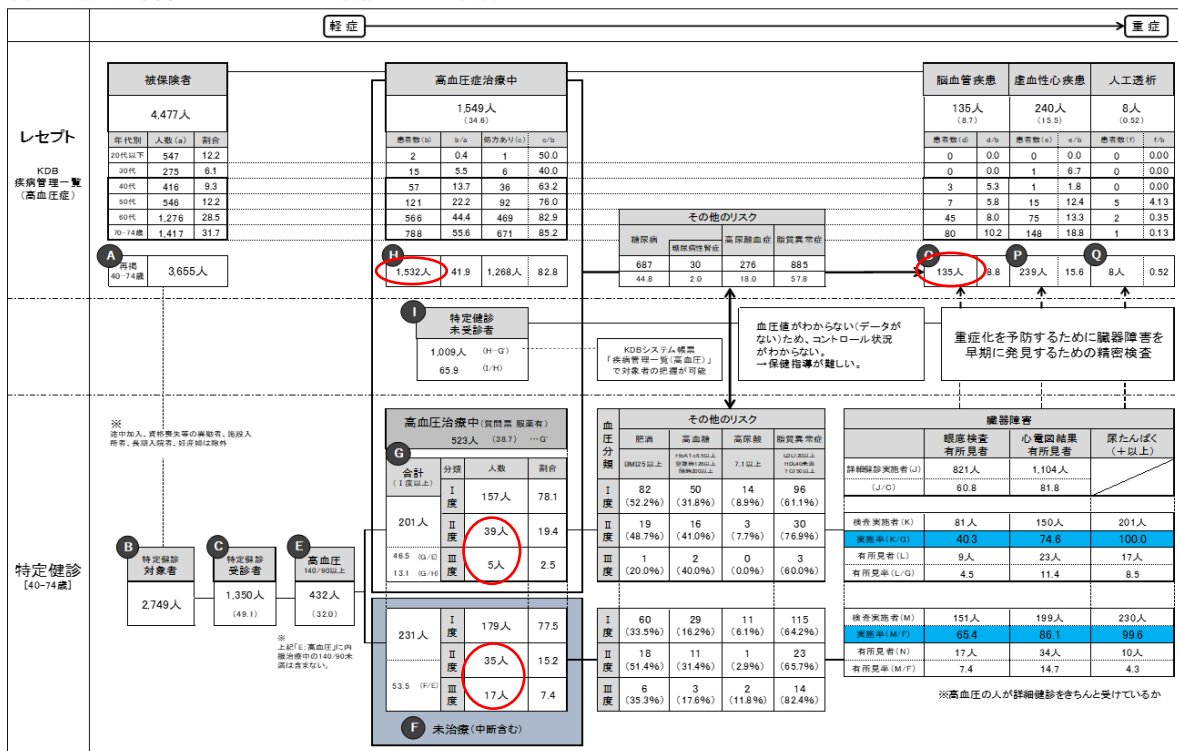 軽症
重症
レセプト
KDB
疾病管理一覧
(高血圧症)
被保険者
4,477人
年代別 人数(a) 割合
20代以下 547 12.2
30代 275 6.1
40代 416 9.3
50代 546 12.2
60代 1,276 28.5
70-74歳 1,417 31.7
A
再掲
40-74歳
3,655人
高血圧症治療中
1,549人
(34.6)
患者数(b) b/a 処方あり(c) c/b
2 0.4 1 50.0
15 5.5 6 40.0
57 13.7 36 63.2
121 22.2 92 76.0
566 44.4 469 82.9
788 55.6 671 85.2
H
1,532人 41.9 1,268人 82.8
その他のリスク
糖尿病 糖尿病性腎症 高尿酸血症 脂質異常症
687 30 276 885
44.8 2.0 18.0 57.8
脳血管疾患 虚血性心疾患 人工透析
135人 240人 8人
(8.7) (15.5) (0.52)
患者数(d) d/b 患者数(e) e/b 患者数(f) f/b
0 0.0 0 0.0 0 0.00
0 0.0 1 6.7 0 0.00
3 5.3 1 1.8 0 0.00
7 5.8 15 12.4 5 4.13
45 8.0 75 13.3 2 0.35
80 10.2 148 18.8 1 0.13
O P Q
135人 8.8 239人 15.6 8人 0.52
I
特定健診
未受診者
1,009人 (H-G')
65.9 (I/H)
KDBシステム帳票
「疾病管理一覧(高血圧)」
で対象者の把握が可能
血圧値がわからない(データが
ない)ため、コントロール状況
がわからない。
→保健指導が難しい。
重症化を予防するために臓器障害を
早期に発見するための精密検査
特定健診
[40-74歳]
※
途中加入、資格喪失等の異動者、施設入
所者、長期入院者、妊産婦は除外
B
特定健診
対象者
2,749人
C
特定健診
受診者
1,350人
(49.1)
E
高血圧
140/90以上
432人
(32.0)
※
上記「E:高血圧」に内
服治療中の140/90未
満は含まない。
高血圧治療中(質問票 服薬有)
523人 (38.7) …G'
G
合計
(Ⅰ度以上)
分類 人数 割合
201人
46.5 (G/E)
13.1 (G/H)
Ⅰ度 157人 78.1
Ⅱ度 39人 19.4
Ⅲ度 5人 2.5
231人
53.5 (F/E)
Ⅰ度 179人 77.5
Ⅱ度 35人 15.2
Ⅲ度 17人 7.4
F 未治療(中断含む)
血圧分類
その他のリスク
肥満 高血糖 高尿酸 脂質異常症
BMI25以上 7.1以上
Ⅰ度 82 50 14 96
(52.2%) (31.8%) (8.9%) (61.1%)
Ⅱ度 19 16 3 30
(48.7%) (41.0%) (7.7%) (76.9%)
Ⅲ度 1 2 0 3
(20.0%) (40.0%) (0.0%) (60.0%)
Ⅰ度 60 29 11 115
(33.5%) (16.2%) (6.1%) (64.2%)
Ⅱ度 18 11 1 23
(51.4%) (31.4%) (2.9%) (65.7%)
Ⅲ度 6 3 2 14
(35.3%) (17.6%) (11.8%) (82.4%)
臓器障害
眼底検査
有所見者
心電図結果
有所見者
尿たんぱく
(+以上)
詳細健診実施者(J) 821人 1,104人
(J/C) 60.8 81.8
検査実施者(K) 81人 150人 201人
実施率(K/G) 40.3 74.6 100.0
有所見者(L) 9人 23人 17人
有所見率(L/G) 4.5 11.4 8.5
検査実施者(M) 151人 199人 230人
実施率(M/F) 65.4 86.1 99.6
有所見者(N) 17人 34人 10人
有所見率(M/F) 7.4 14.7 4.3
※高血圧の人が詳細健診をきちんと受けているか